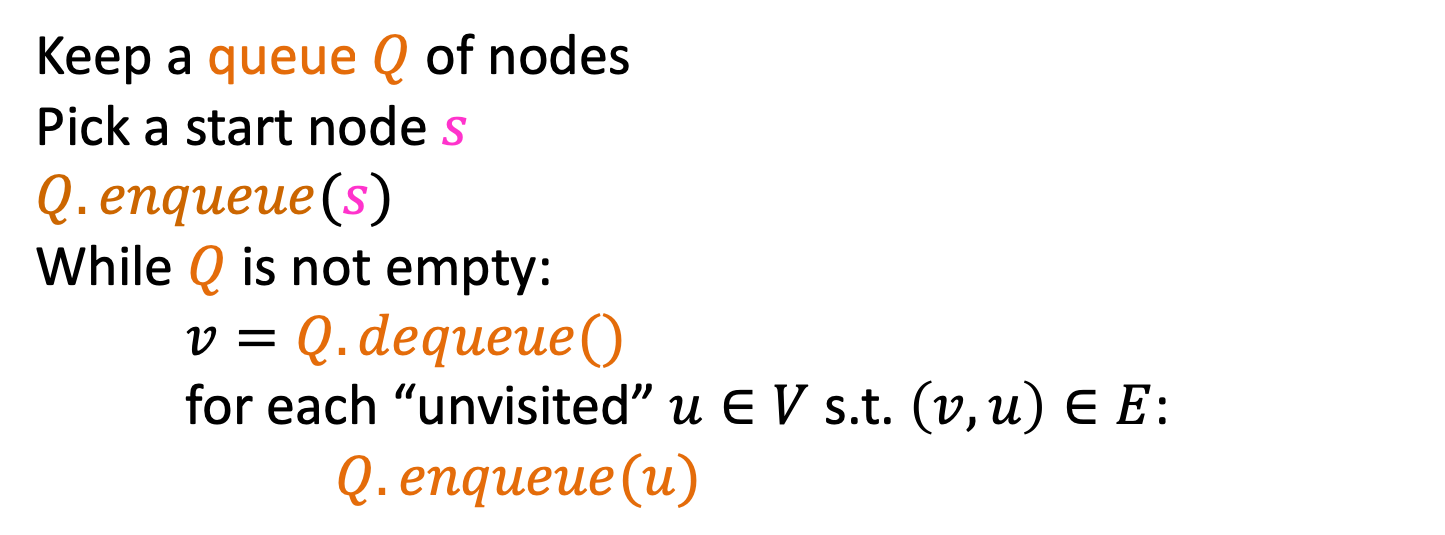 Keep a queue Q of nodes
Pick a start node s
Q.enqueue(s)
While Q is not empty:
v = Q.dequeue()
for each “unvisited” u ∈ V s.t. (v, u) ∈ E:
Q.enqueue(u)